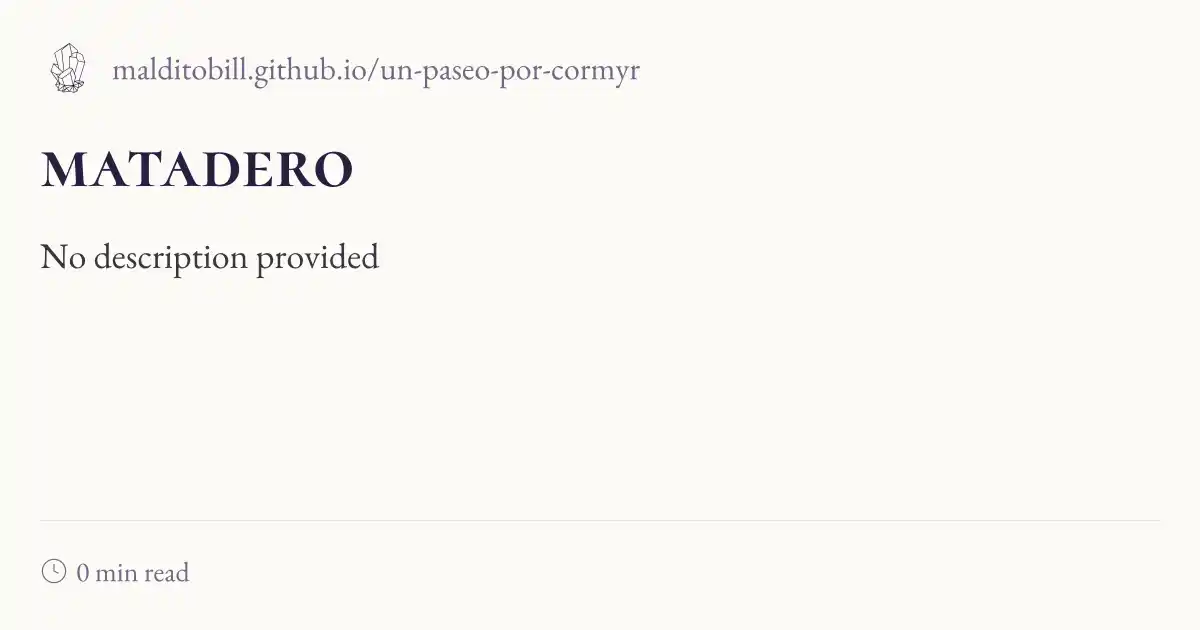 malditobill.github.io/un-paseo-por-cormyr
MATADERO
No description provided
0 min read